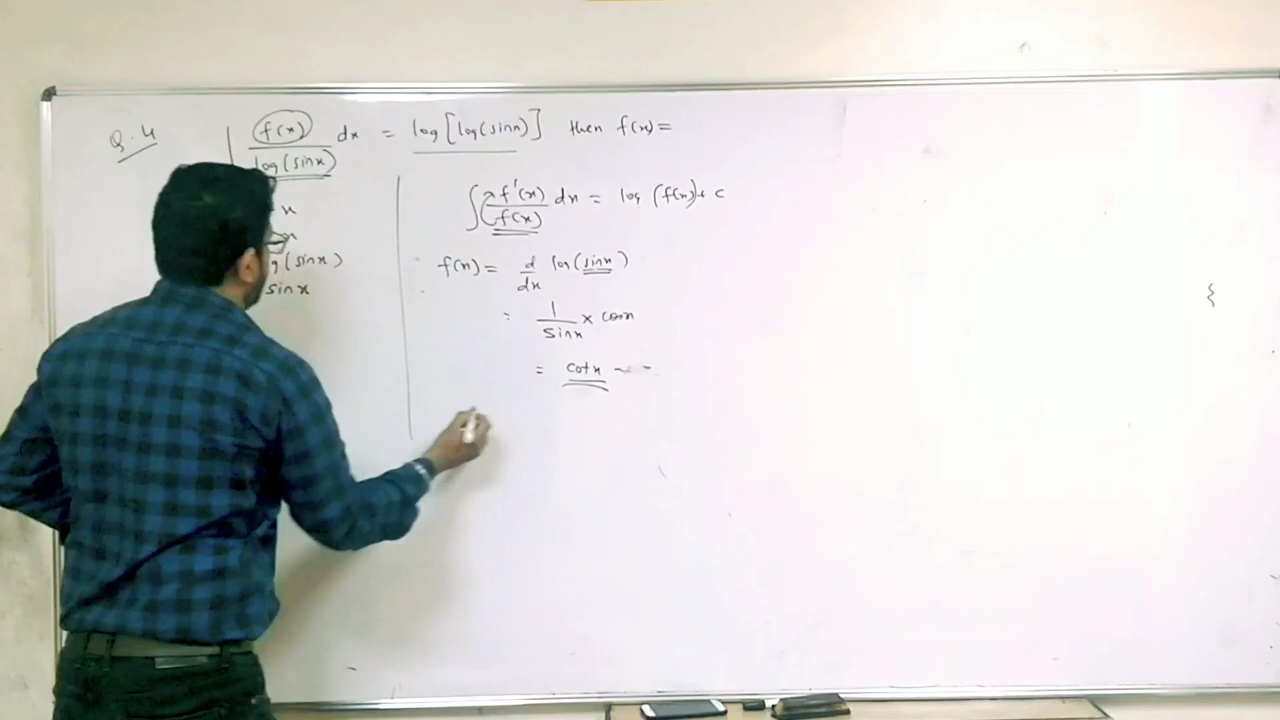 Q.4 ∫ f(x)/log(sinx) dx = log[log(sinx)] then f(x)=
x
x
g(sinx)
sinx
∫ f'(x)/f(x) dx = log(f(x))+c
f(x) = d/dx log(sinx)
= 1/sinx × cosx
= cotx